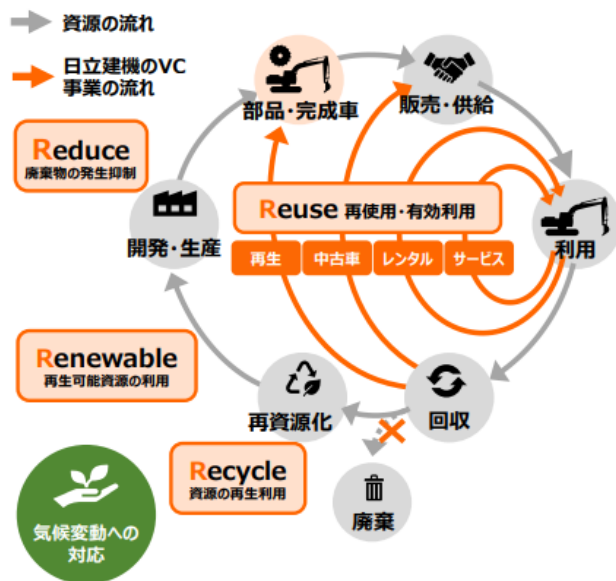 資源の流れ
日立建機のVC
事業の流れ
部品・完成車
販売・供給
Reduce
廃棄物の発生抑制
開発・生産
Reuse 再使用・有効利用
再生
中古車
レンタル
サービス
利用
Renewable
再生可能資源の利用
再資源化
回収
Recycle
資源の再生利用
廃棄
気候変動への
対応